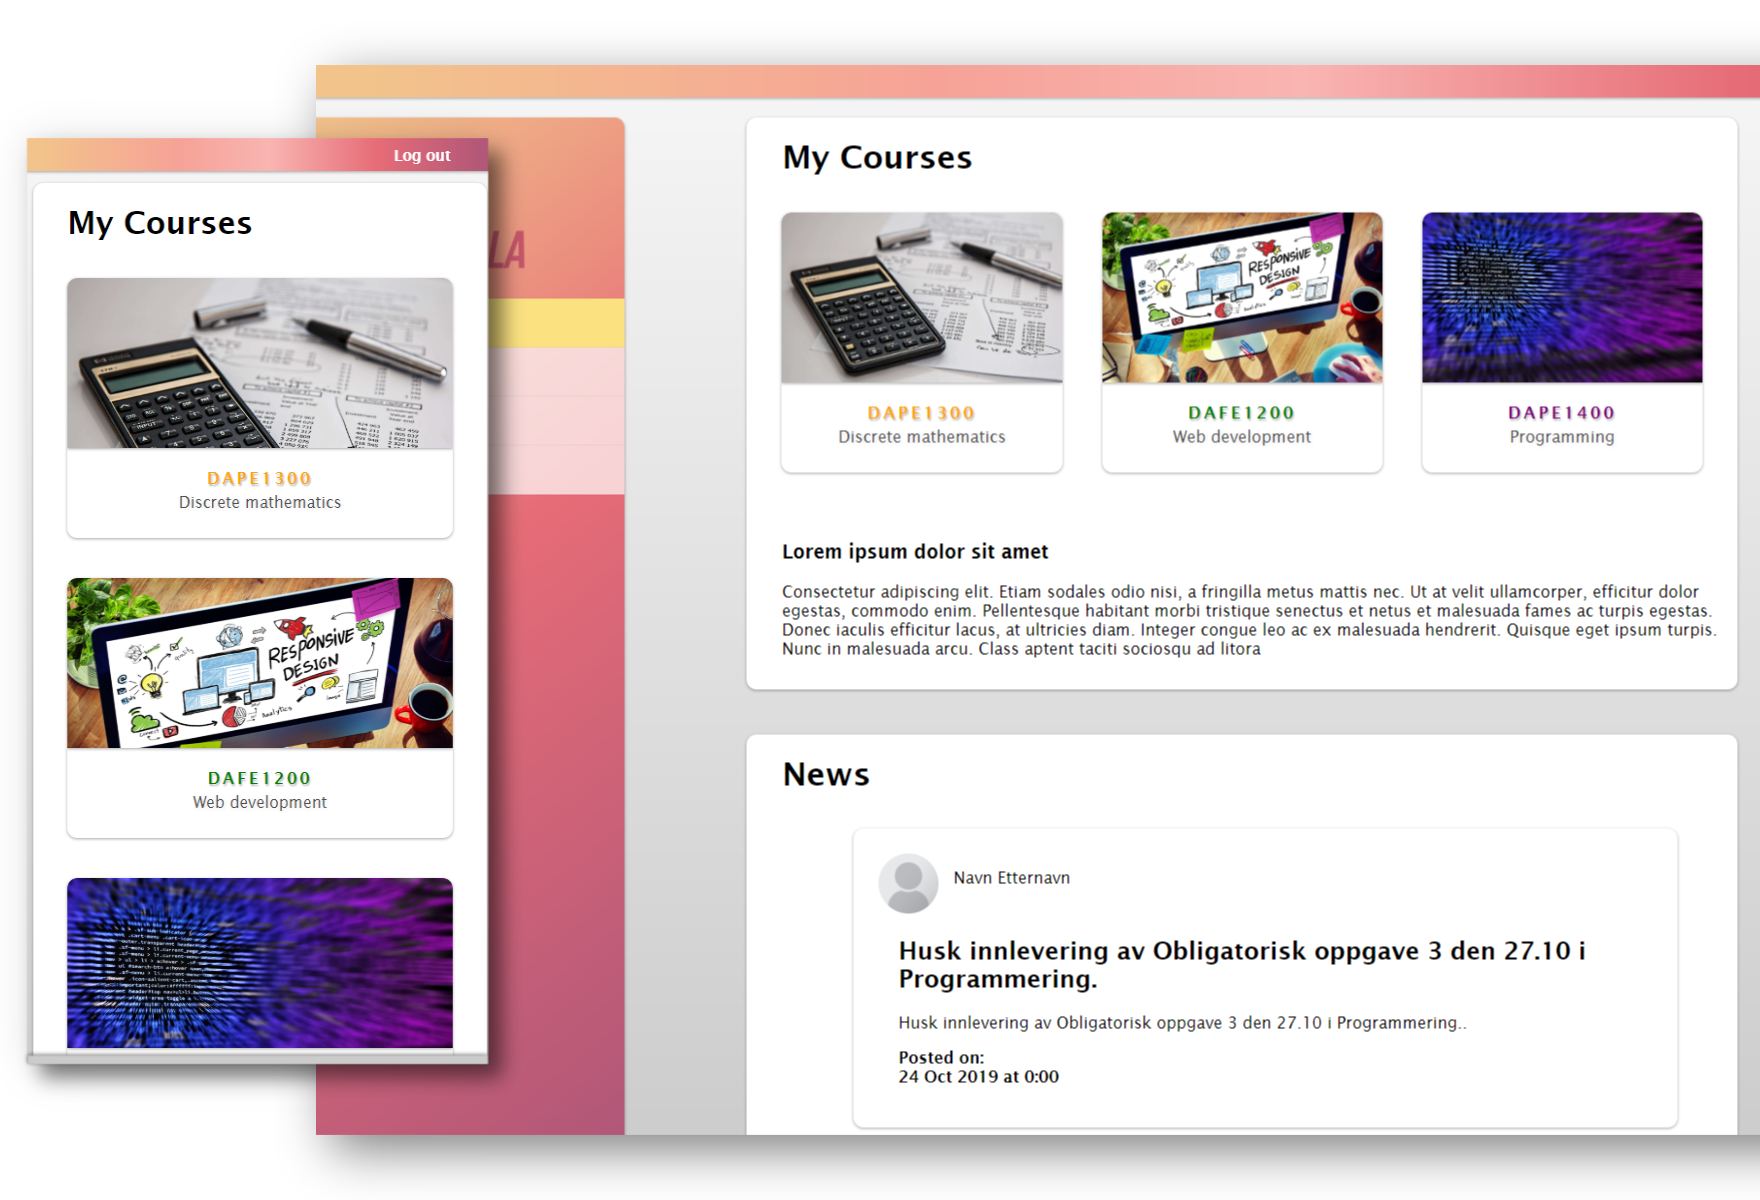 Log out
My Courses
DAPE1300
Discrete mathematics
RESPONSIVE
DESIGN
analytics
DAFE1200
Web development
LA
My Courses
RESPONSIVE
DESIGN
DAPE1300
Discrete mathematics
DAFE1200
Web development
DAPE1400
Programming
Lorem ipsum dolor sit amet
Consectetur adipiscing elit. Etiam sodales odio nisi, a fringilla metus mattis nec. Ut at velit ullamcorper, efficitur dolor
egestas, commodo enim. Pellentesque habitant morbi tristique senectus et netus et malesuada fames ac turpis egestas.
Donec iaculis efficitur lacus, at ultricies diam. Integer congue leo ac ex malesuada hendrerit. Quisque eget ipsum turpis.
Nunc in malesuada arcu. Class aptent taciti sociosqu ad litora
News
Navn Etternavn
Husk innlevering av Obligatorisk oppgave 3 den 27.10 i
Programmering.
Husk innlevering av Obligatorisk oppgave 3 den 27.10 i Programmering..
Posted on:
24 Oct 2019 at 0:00